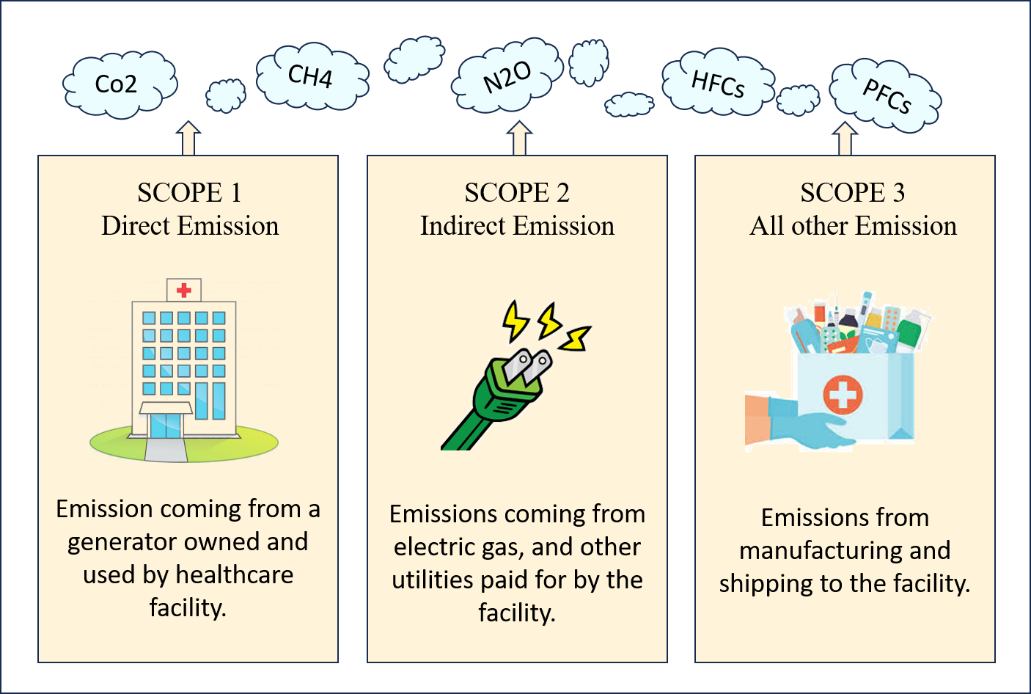 Co2
CH4
N2O
HFCs
PFCs
SCOPE 1
Direct Emission
Emission coming from a
generator owned and
used by healthcare
facility.
SCOPE 2
Indirect Emission
Emissions coming from
electric gas, and other
utilities paid for by the
facility.
SCOPE 3
All other Emission
Emissions from
manufacturing and
shipping to the facility.